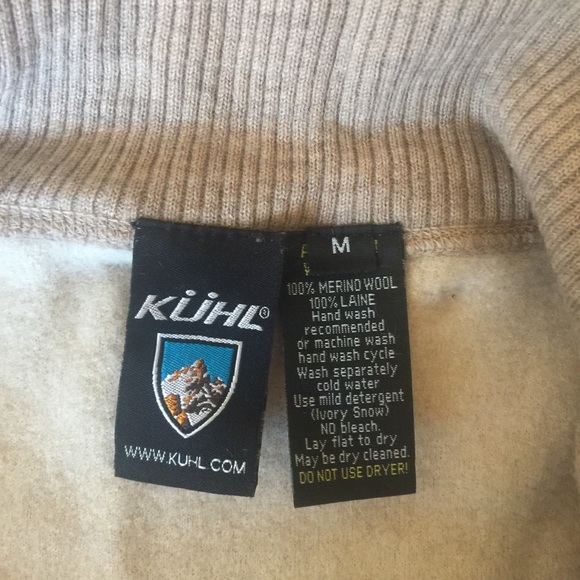 KÜHL®
WWW.KUHL.COM
M
100% MERINO WOOL
100% LAINE
Hand wash
recommended
or machine wash
hand wash cycle
Wash separately
cold water
Use mild detergent
(Ivory Snow)
NO bleach.
Lay flat to dry
May be dry cleaned.
DO NOT USE DRYER!